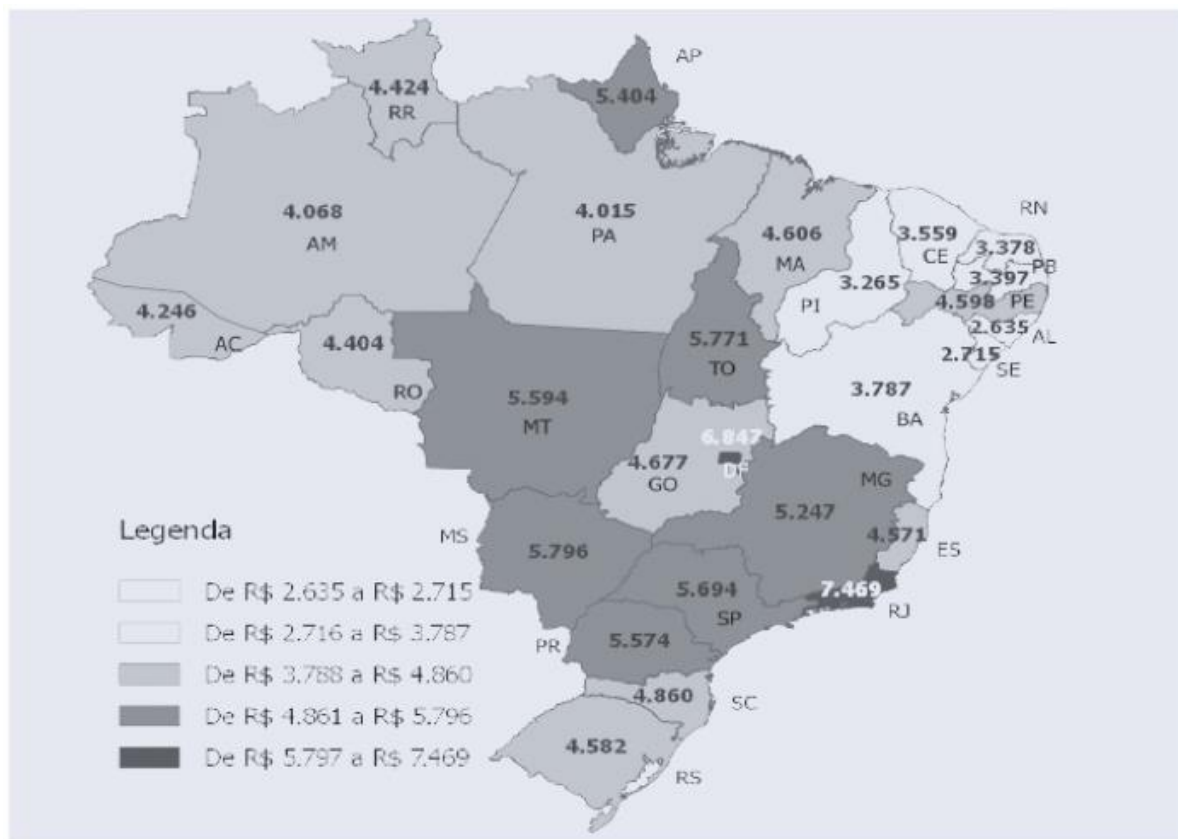 AP
4.424
RR
5.404
RN
4.068
AM
4.015
PA
4.606
MA
3.559
CE
3.378
PB
3.397
3.265
PI
4.598
PE
2.635
AL
2.715
SE
4.246
AC
4.404
RO
5.771
TO
5.594
MT
3.787
BA
6.847
DF
4.677
GO
MG
5.247
4.571
ES
MS
5.796
5.694
SP
7.469
RJ
PR
5.574
4.860
SC
4.582
RS
Legenda
De R$ 2.635 a R$ 2.715
De R$ 2.716 a R$ 3.787
De R$ 3.788 a R$ 4.860
De R$ 4.861 a R$ 5.796
De R$ 5.797 a R$ 7.469